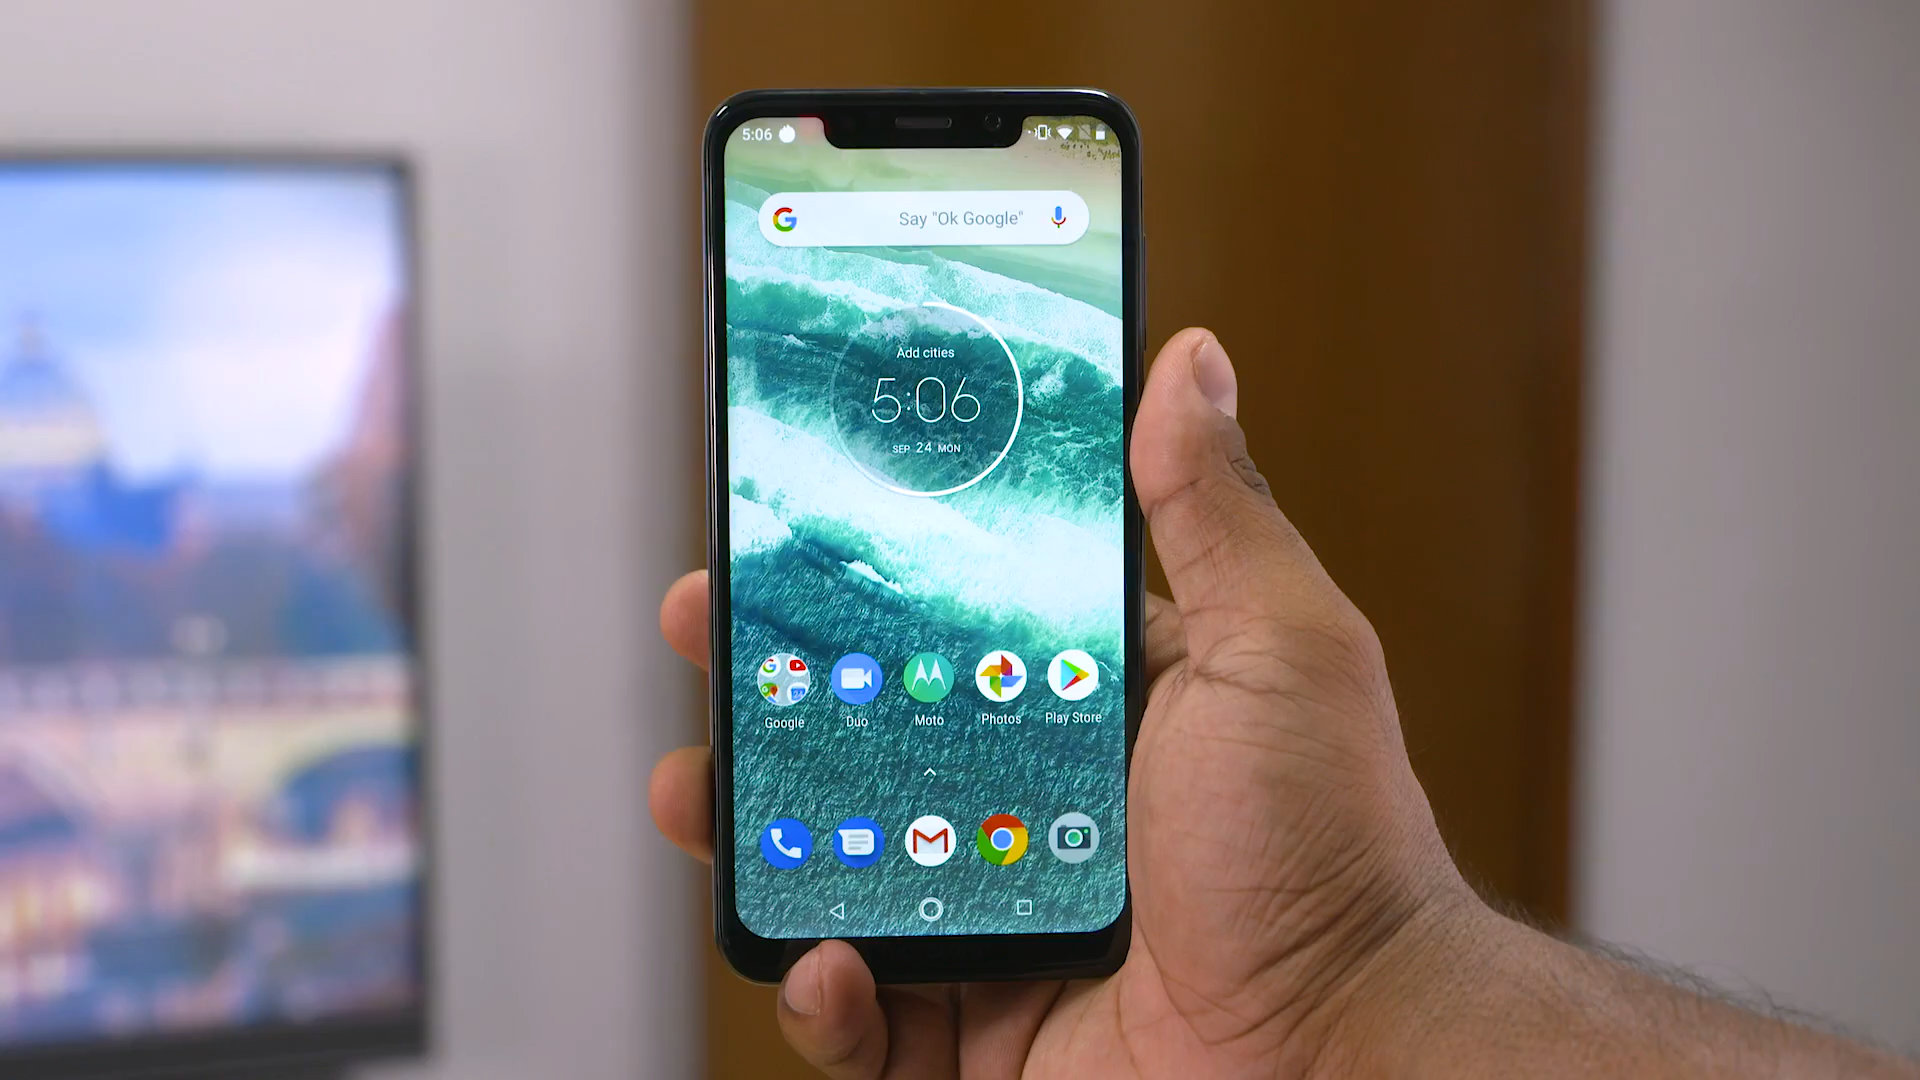 5:06
Say "Ok Google"
Add cities
5:06
SEP 24 MON
Google Duo Moto Photos Play Store